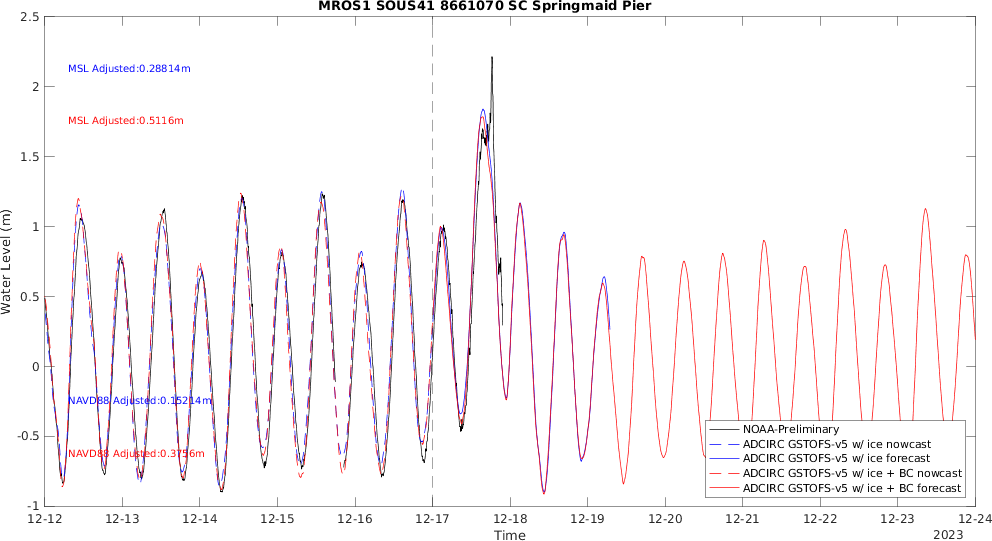 MROS1 SOUS41 8661070 SC Springmaid Pier
2.5
2
1.5
1
0.5
0
-0.5
-1
Water Level (m)
MSL Adjusted:0.28814m
MSL Adjusted:0.5116m
NAVD88 Adjusted:0.15214m
NAVD88 Adjusted:0.3756m
NOAA-Preliminary
ADCIRC GSTOFS-v5 w/ ice nowcast
ADCIRC GSTOFS-v5 w/ ice forecast
ADCIRC GSTOFS-v5 w/ ice + BC nowcast
ADCIRC GSTOFS-v5 w/ ice + BC forecast
12-12 12-13 12-14 12-15 12-16 12-17 12-18 12-19 12-20 12-21 12-22 12-23 12-24
Time
2023